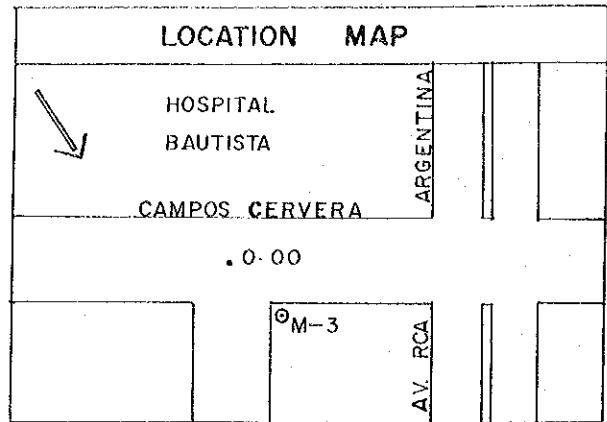 LOCATION MAP
HOSPITAL
BAUTISTA
ARGENTINA
CAMPOS CERVERA
.0.00
M-3
AV. RCA